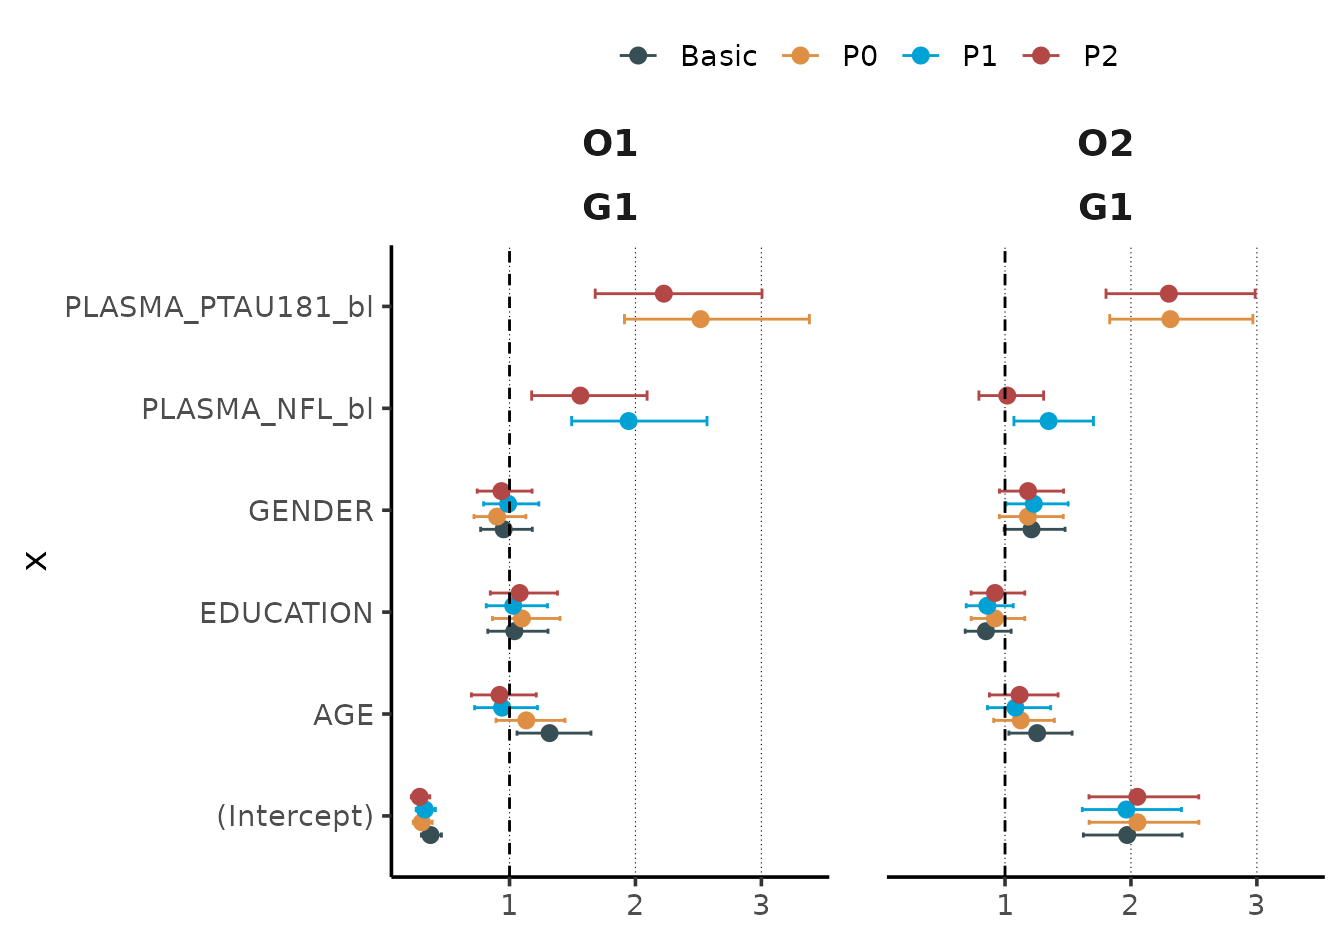 Basic P0 P1 P2
O1 O2
G1 G1
PLASMA_PTAU181_bl
PLASMA_NFL_bl
GENDER
x
EDUCATION
AGE
(Intercept)
1 2 3 1 2 3